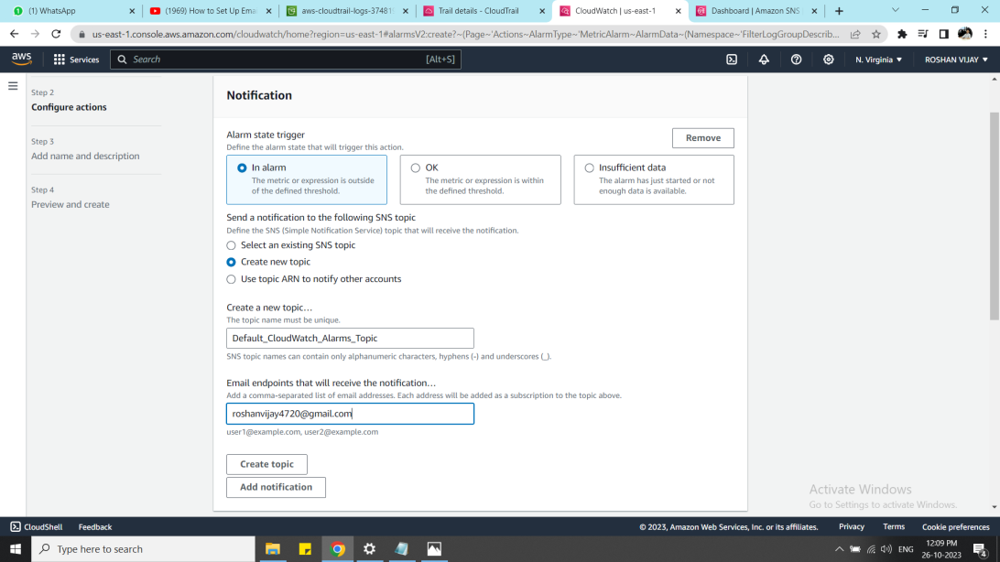 (1) WhatsApp
(1969) How to Set Up Emai
aws-cloudtrail-logs-37481
Trail details - CloudTrail
CloudWatch | us-east-1
Dashboard | Amazon SNS
us-east-1.console.aws.amazon.com/cloudwatch/home?region=us-east-1#alarmsV2:create?~(Page~'Actions~AlarmType~'MetricAlarm~AlarmData~(Namespace~'FilterLogGroupDescrib...
aws
Services
Search
[Alt+S]
N. Virginia
ROSHAN VIJAY
Step 2
Configure actions
Step 3
Add name and description
Step 4
Preview and create
Notification
Alarm state trigger
Define the alarm state that will trigger this action.
Remove
In alarm
The metric or expression is outside
of the defined threshold.
OK
The metric or expression is within
the defined threshold.
Insufficient data
The alarm has just started or not
enough data is available.
Send a notification to the following SNS topic
Define the SNS (Simple Notification Service) topic that will receive the notification.
Select an existing SNS topic
Create new topic
Use topic ARN to notify other accounts
Create a new topic…
The topic name must be unique.
Default_CloudWatch_Alarms_Topic
SNS topic names can contain only alphanumeric characters, hyphens (-) and underscores (_).
Email endpoints that will receive the notification…
Add a comma-separated list of email addresses. Each address will be added as a subscription to the topic above.
roshanvijay4720@gmail.com
user1@example.com, user2@example.com
Create topic
Add notification
Activate Windows
Go to Settings to activate Windows.
CloudShell
Feedback
© 2023, Amazon Web Services, Inc. or its affiliates.
Privacy
Terms
Cookie preferences
Type here to search
ENG
12:09 PM
26-10-2023